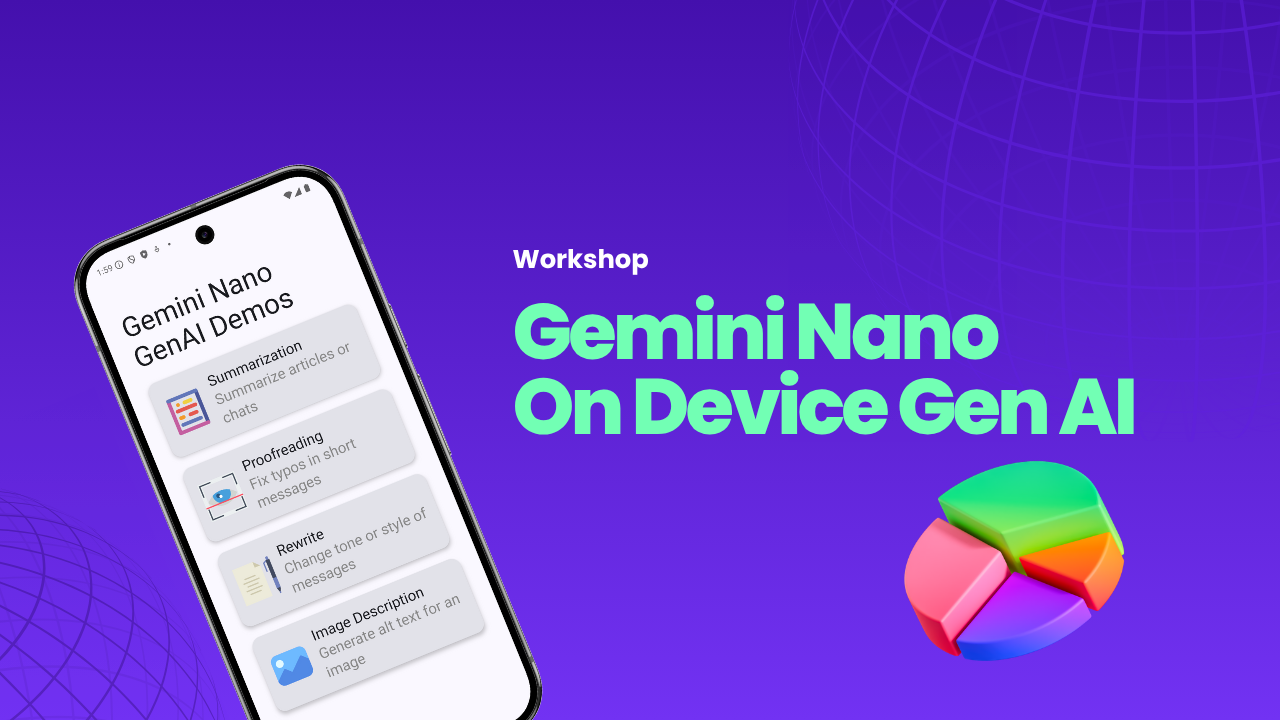 Workshop
Gemini Nano
On Device Gen AI
1:59
Gemini Nano
GenAI Demos
Summarization
Summarize articles or
chats
Proofreading
Fix typos in short
messages
Rewrite
Change tone or style of
messages
Image Description
Generate alt text for an
image